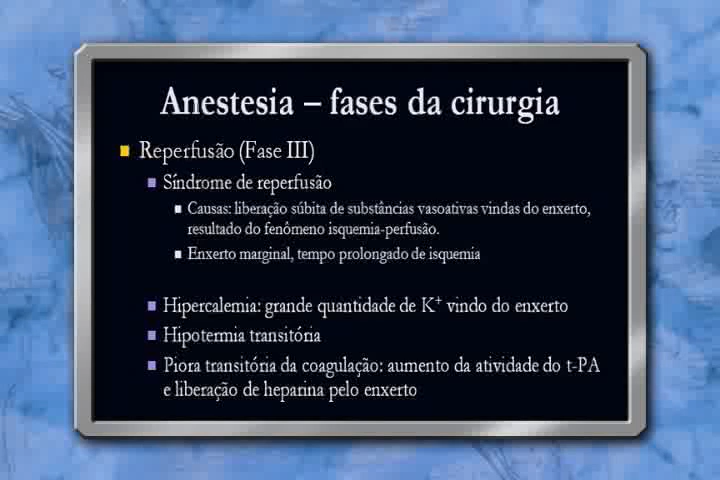 Anestesia – fases da cirurgia
Reperfusão (Fase III)
Síndrome de reperfusão
Causas: liberação súbita de substâncias vasoativas vindas do enxerto,
resultado do fenômeno isquemia-perfusão.
Enxerto marginal, tempo prolongado de isquemia
Hipercalemia: grande quantidade de K⁺ vindo do enxerto
Hipotermia transitória
Piora transitória da coagulação: aumento da atividade do t-PA
e liberação de heparina pelo enxerto